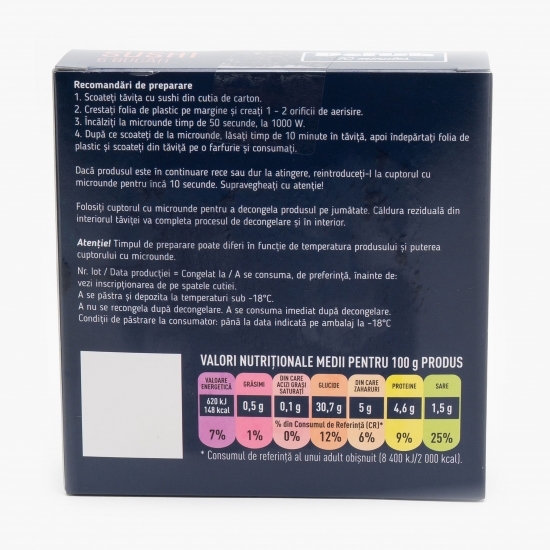 SUSHI
6 BUCĂȚI
Recomandări de preparare
1. Scoateți tăvița cu sushi din cutia de carton.
2. Crestați folia de plastic pe margine și creați 1 - 2 orificii de aerisire.
3. Încălziți la microunde timp de 50 secunde, la 1000 W.
4. După ce scoateți de la microunde, lăsați timp de 10 minute în tăviță, apoi îndepărtați folia de
plastic și scoateți din tăviță pe o farfurie și consumați.
Dacă produsul este în continuare rece sau dur la atingere, reintroduceți-l la cuptorul cu
microunde pentru încă 10 secunde. Supravegheați cu atenție!
Folosiți cuptorul cu microunde pentru a decongela produsul pe jumătate. Căldura reziduală din
interiorul tăviței va completa procesul de decongelare și în interior.
Atenție! Timpul de preparare poate diferi în funcție de temperatura produsului și puterea
cuptorului cu microunde.
Nr. lot / Data producției = Congelat la / A se consuma, de preferință, înainte de:
vezi inscripționarea de pe spatele cutiei.
A se păstra și depozita la temperaturi sub -18°C.
A nu se recongela după decongelare. A se consuma imediat după decongelare.
Condiții de păstrare la consumator: până la data indicată pe ambalaj la -18°C
VALORI NUTRIȚIONALE MEDII PENTRU 100 g PRODUS
VALOARE ENERGETICĂ GRĂSIMI DIN CARE ACIZI GRAȘI SATURAȚI GLUCIDE DIN CARE ZAHARURI PROTEINE SARE
620 kJ 148 kcal 0,5 g 0,1 g 30,7 g 5 g 4,6 g 1,5 g
% din Consumul de Referință (CR)*
7% 1% 0% 12% 6% 9% 25%
* Consumul de referință al unui adult obișnuit (8 400 kJ/2 000 kcal).